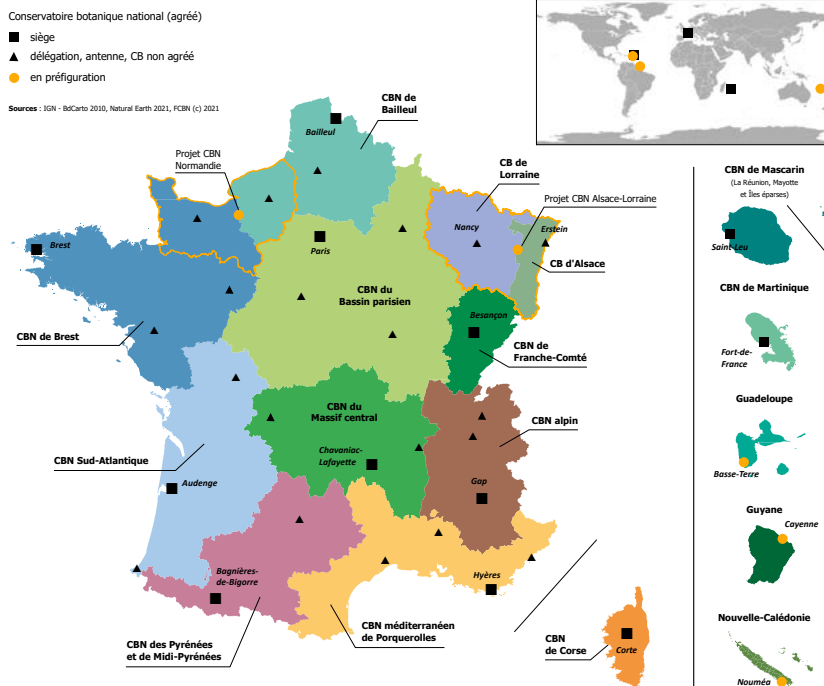 Conservatoire botanique national (agréé)
siège
délégation, antenne, CB non agréé
en préfiguration
Sources : IGN - BdCarto 2010, Natural Earth 2021, FCBN (c) 2021
CBN de
Bailleul
Bailleul
Projet CBN
Normandie
CB de
Lorraine
Projet CBN Alsace-Lorraine
Nancy
Erstein
CB d'Alsace
Brest
Paris
CBN du
Bassin parisien
Besançon
CBN de Brest
CBN de
Franche-Comté
CBN du
Massif central
CBN alpin
Chavaniac-
Lafayette
CBN Sud-Atlantique
Audenge
Gap
Bagnières-
de-Bigorre
Hyères
CBN méditerranéen
de Porquerolles
CBN des Pyrénées
et de Midi-Pyrénées
CBN
de Corse
Corte
CBN de Mascarin
(La Réunion, Mayotte
et Îles éparses)
Saint-Leu
CBN de Martinique
Fort-de-
France
Guadeloupe
Basse-Terre
Guyane
Cayenne
Nouvelle-Calédonie
Nouméa